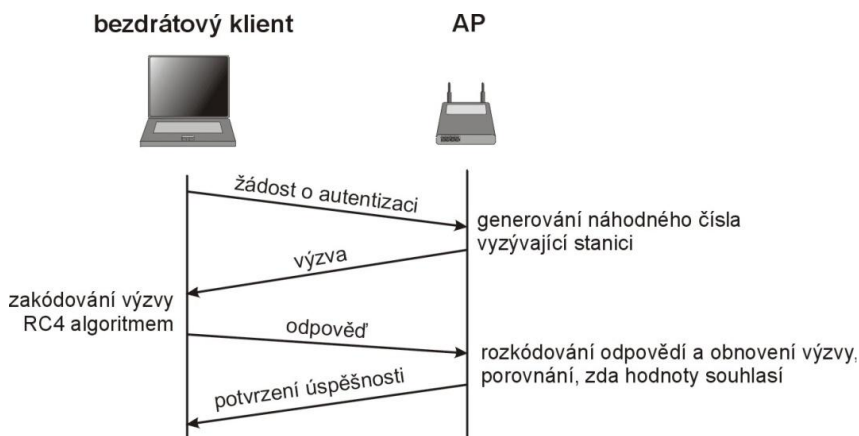 bezdrátový klient
AP
žádost o autentizaci
generování náhodného čísla
vyzývající stanici
výzva
zakódování výzvy
RC4 algoritmem
odpověď
rozkódování odpovědí a obnovení výzvy,
porovnání, zda hodnoty souhlasí
potvrzení úspěšnosti